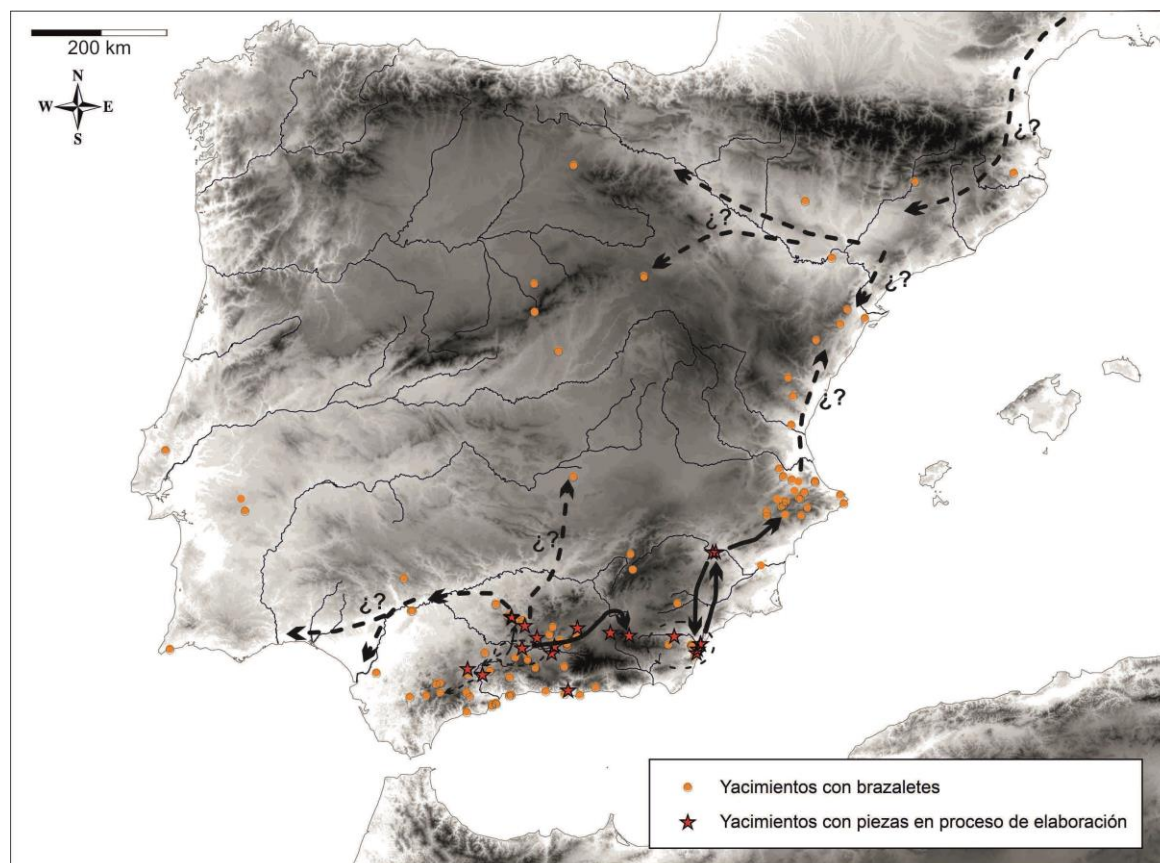 200 km
N
W E
S
¿?
¿?
¿?
¿?
¿?
¿?
Yacimientos con brazaletes
Yacimientos con piezas en proceso de elaboración